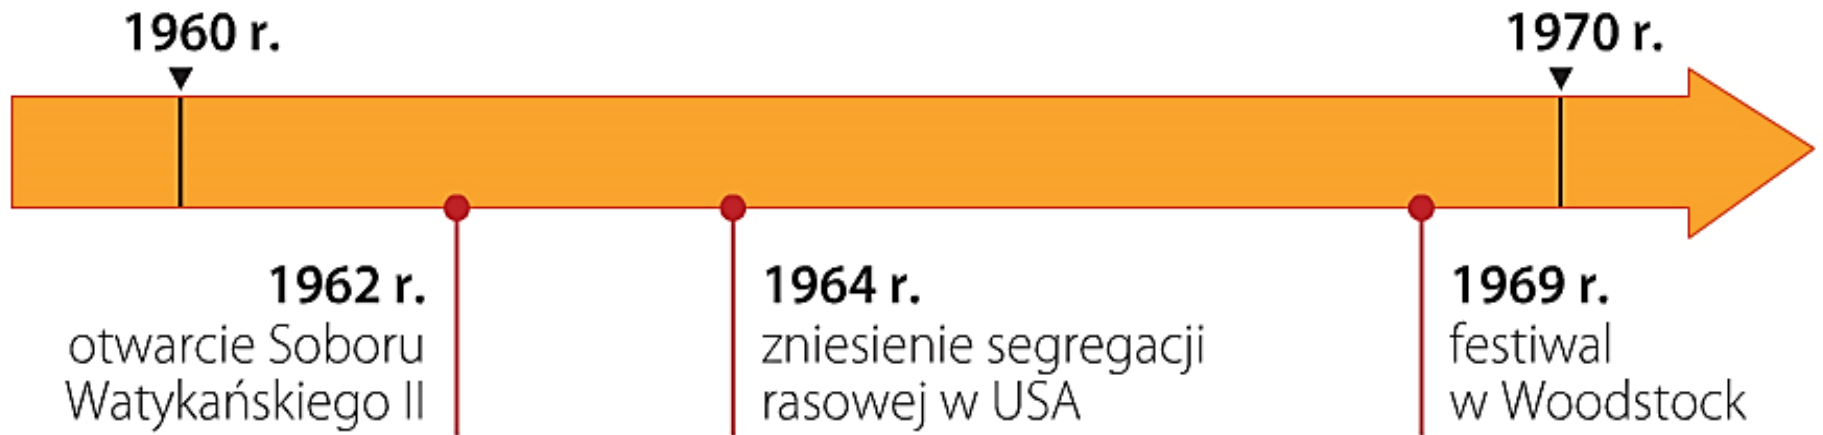 1960 r.
1970 r.
1962 r.
otwarcie Soboru
Watykańskiego II
1964 r.
zniesienie segregacji
rasowej w USA
1969 r.
festiwal
w Woodstock